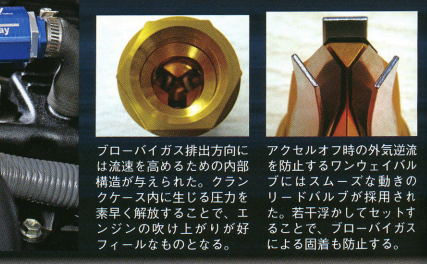 ay
ブローバイガス排出方向に
は流速を高めるための内部
構造が与えられた。クラン
クケース内に生じる圧力を
素早く解放することで、エ
ンジンの吹け上がりが好
フィールなものとなる。
アクセルオフ時の外気逆流
を防止するワンウェイバル
ブにはスムーズな動きの
リードバルブが採用され
た。若干浮かしてセットす
ることで、ブローバイガス
による固着も防止する。